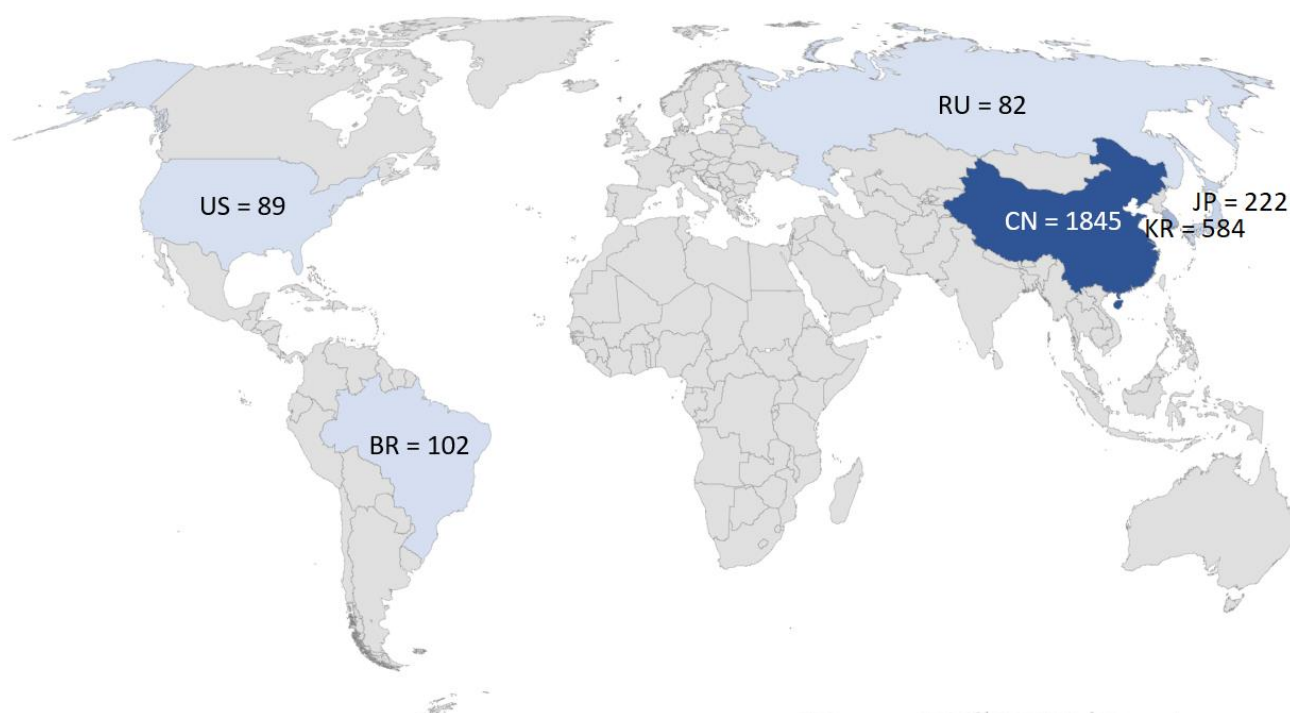 RU = 82
US = 89
JP = 222
CN = 1845
KR = 584
BR = 102